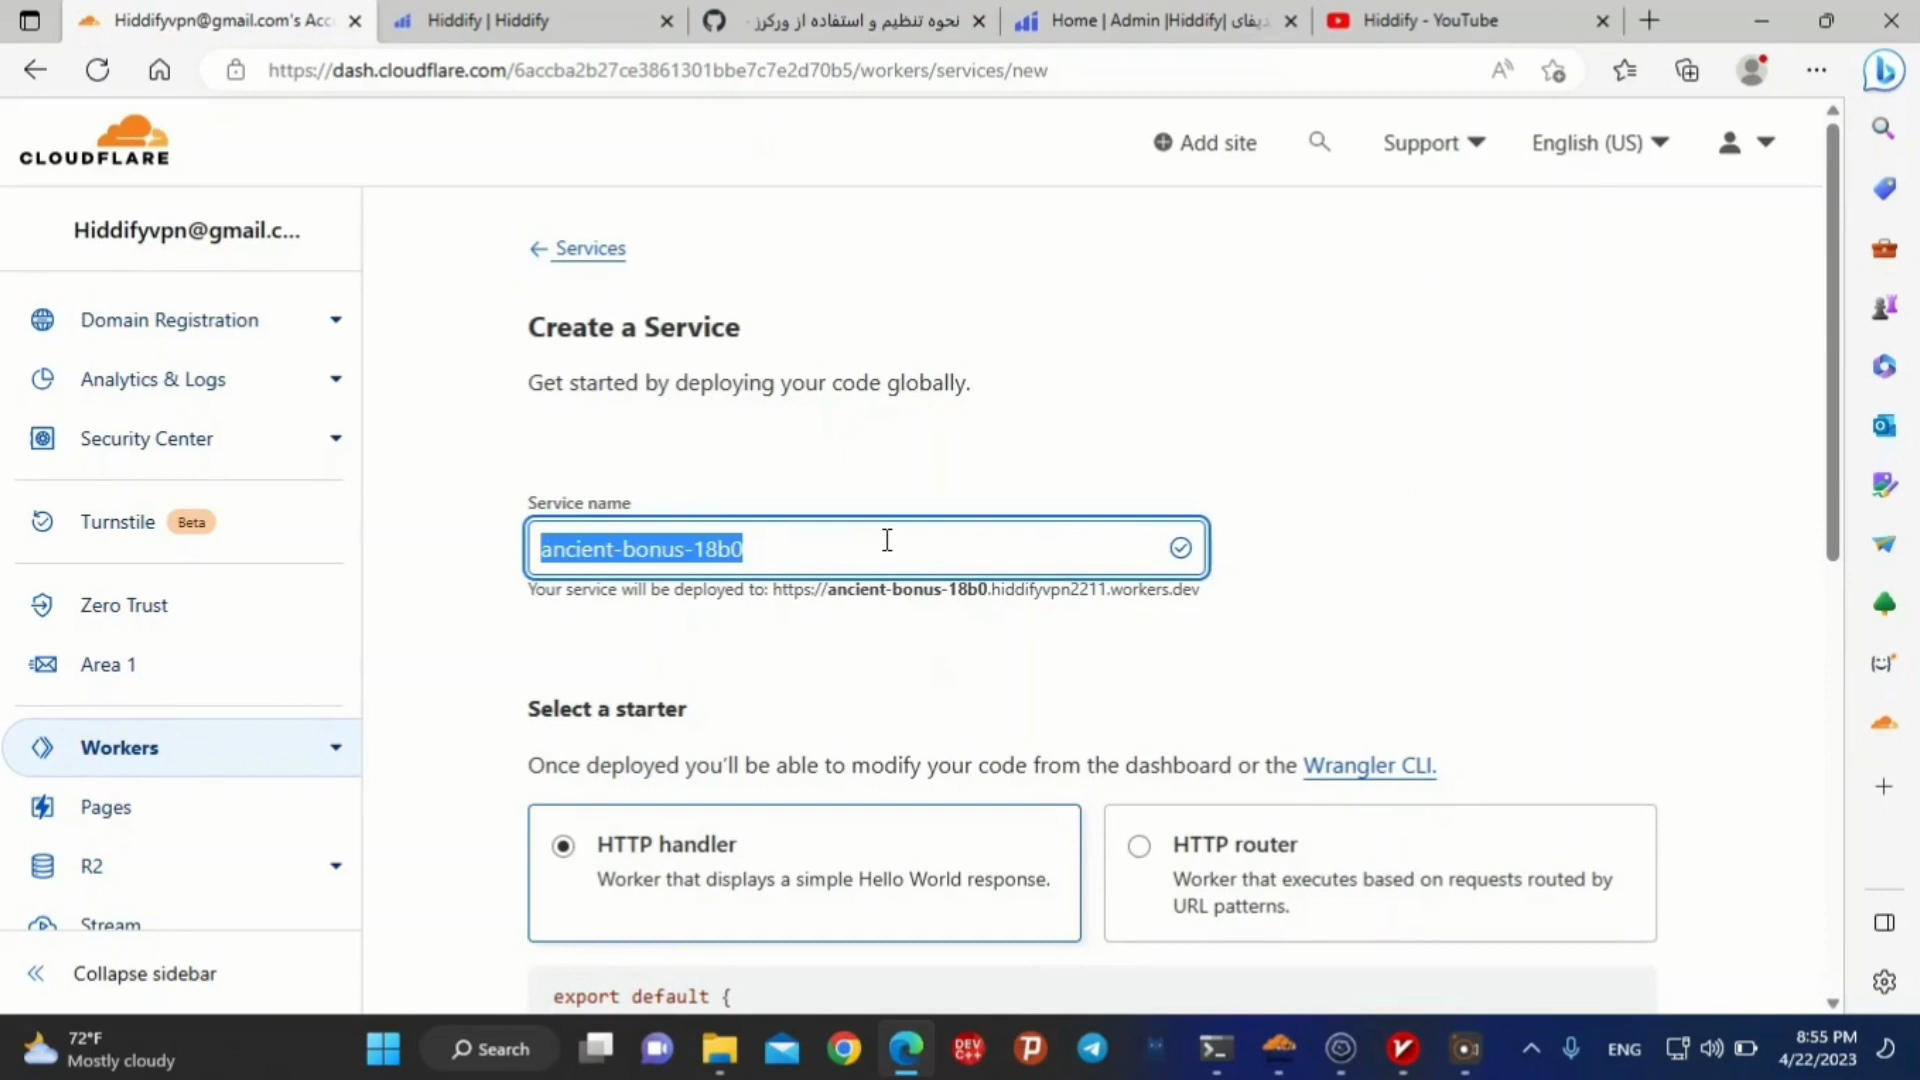 Hiddifyvpn@gmail.com's Acc
Hiddify | Hiddify
نحوه تنظیم و استفاده از ورکرز
Home | Admin |Hiddify| دیفای
Hiddify - YouTube
https://dash.cloudflare.com/6accba2b27ce3861301bbe7c7e2d70b5/workers/services/new
CLOUDFLARE
Add site
Support
English (US)
Hiddifyvpn@gmail.c...
Domain Registration
Analytics & Logs
Security Center
Turnstile Beta
Zero Trust
Area 1
Workers
Pages
R2
Stream
Collapse sidebar
Services
Create a Service
Get started by deploying your code globally.
Service name
ancient-bonus-18b0
Your service will be deployed to: https://ancient-bonus-18b0.hiddifyvpn2211.workers.dev
Select a starter
Once deployed you'll be able to modify your code from the dashboard or the Wrangler CLI.
HTTP handler
Worker that displays a simple Hello World response.
HTTP router
Worker that executes based on requests routed by
URL patterns.
export default {
72°F
Mostly cloudy
Search
DEV
C++
ENG
8:55 PM
4/22/2023